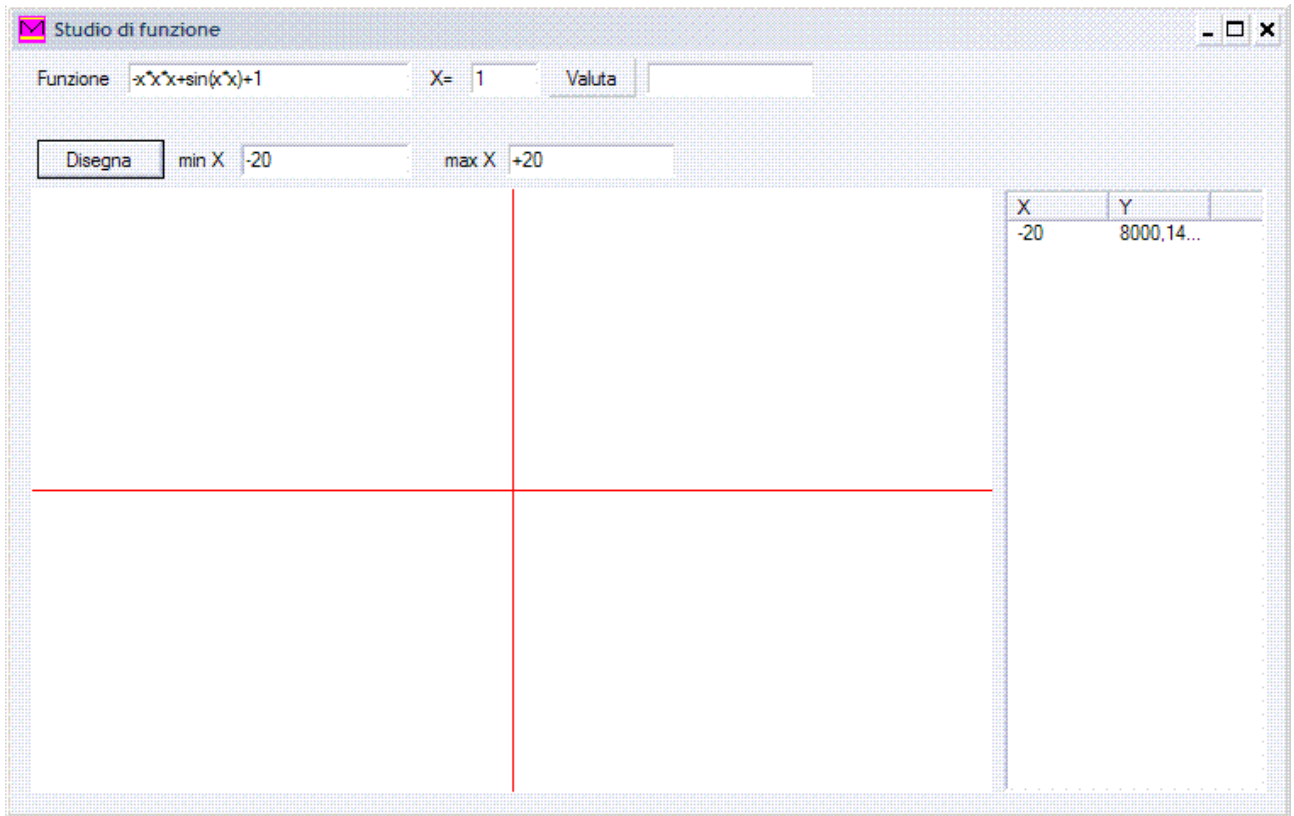 Studio di funzione
Funzione -x*x*x+sin(x*x)+1 X= 1 Valuta
Disegna min X -20 max X +20
X Y
-20 8000,14...